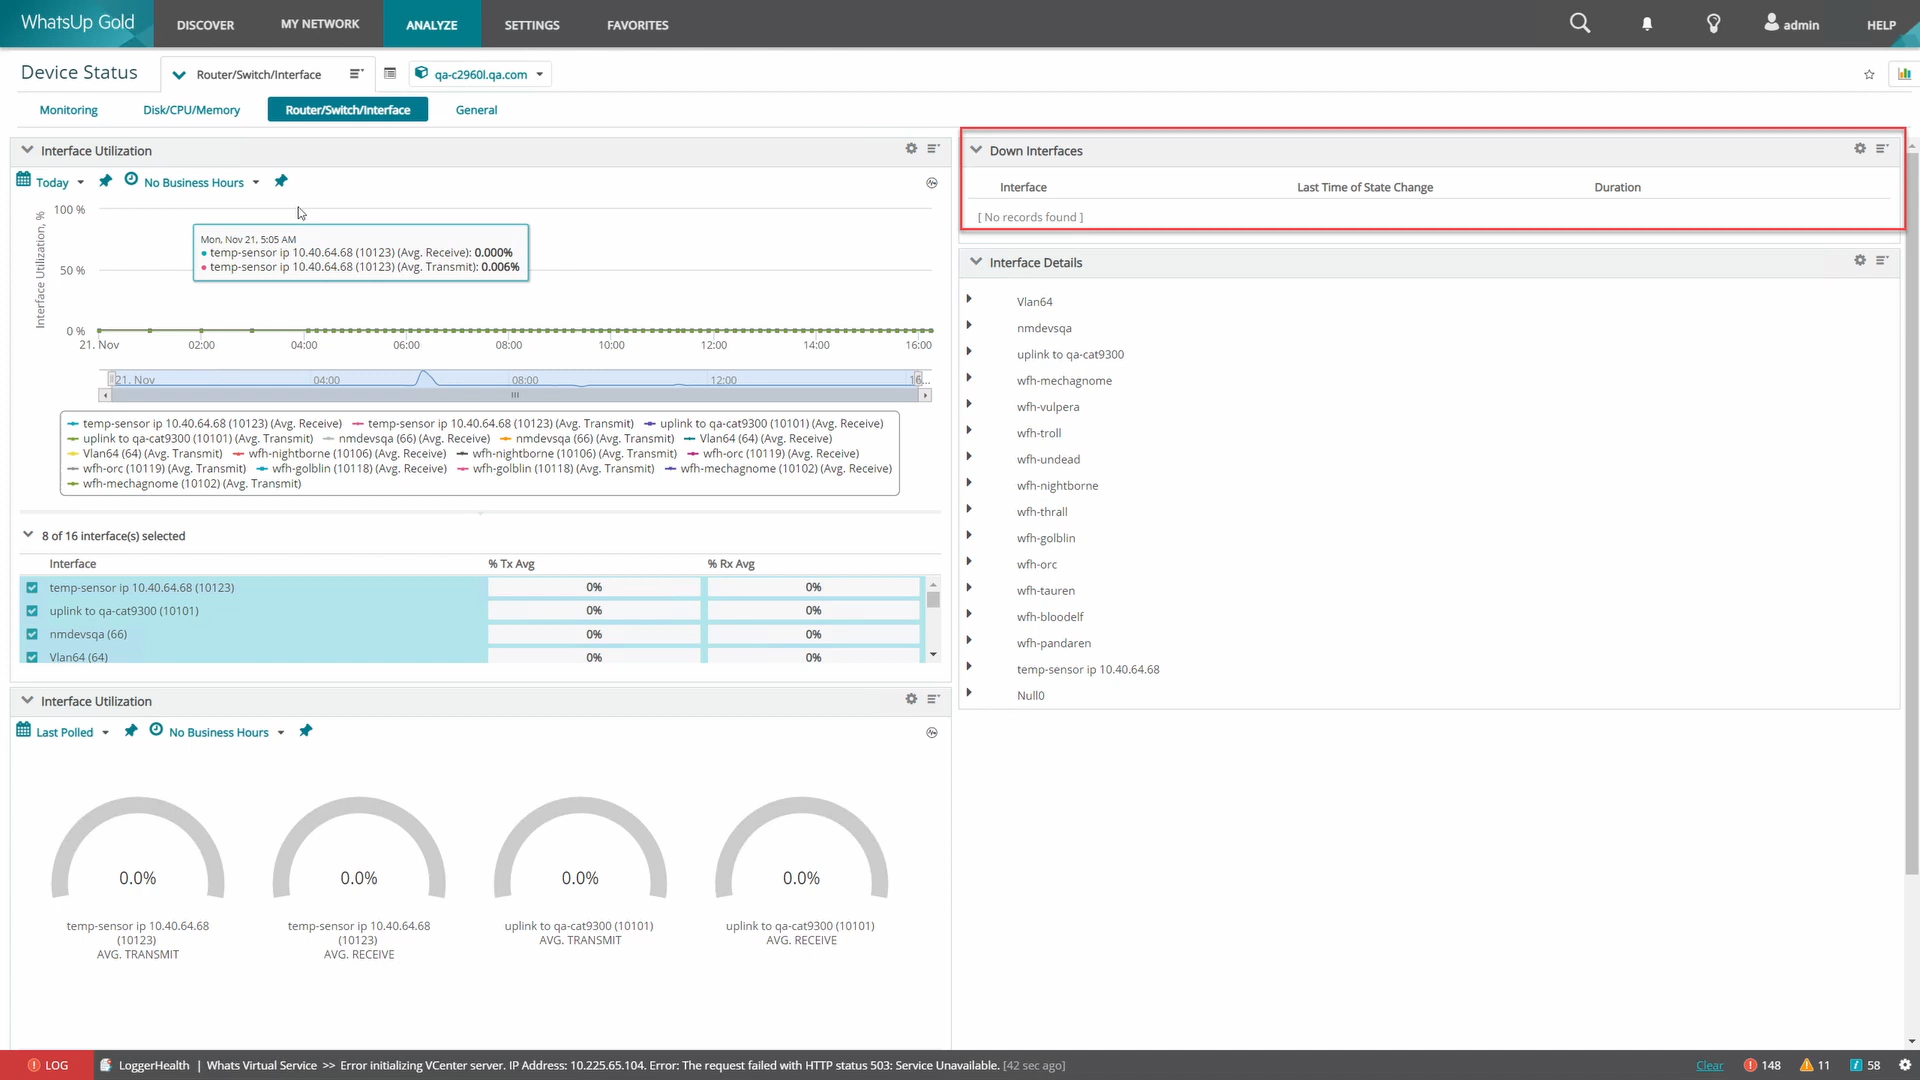 WhatsUp Gold
DISCOVER
MY NETWORK
ANALYZE
SETTINGS
FAVORITES
admin
HELP
Device Status
Router/Switch/Interface
qa-c2960l.qa.com
Monitoring
Disk/CPU/Memory
Router/Switch/Interface
General
Interface Utilization
Today
No Business Hours
Interface Utilization, %
100 %
50 %
0 %
Mon, Nov 21, 5:05 AM
temp-sensor ip 10.40.64.68 (10123) (Avg. Receive): 0.000%
temp-sensor ip 10.40.64.68 (10123) (Avg. Transmit): 0.006%
21. Nov 02:00 04:00 06:00 08:00 10:00 12:00 14:00 16:00
21. Nov 04:00 08:00 12:00 16...
temp-sensor ip 10.40.64.68 (10123) (Avg. Receive) temp-sensor ip 10.40.64.68 (10123) (Avg. Transmit) uplink to qa-cat9300 (10101) (Avg. Receive)
uplink to qa-cat9300 (10101) (Avg. Transmit) nmdevsqa (66) (Avg. Receive) nmdevsqa (66) (Avg. Transmit) Vlan64 (64) (Avg. Receive)
Vlan64 (64) (Avg. Transmit) wfh-nightborne (10106) (Avg. Receive) wfh-nightborne (10106) (Avg. Transmit) wfh-orc (10119) (Avg. Receive)
wfh-orc (10119) (Avg. Transmit) wfh-golblin (10118) (Avg. Receive) wfh-golblin (10118) (Avg. Transmit) wfh-mechagnome (10102) (Avg. Receive)
wfh-mechagnome (10102) (Avg. Transmit)
8 of 16 interface(s) selected
Interface % Tx Avg % Rx Avg
temp-sensor ip 10.40.64.68 (10123) 0% 0%
uplink to qa-cat9300 (10101) 0% 0%
nmdevsqa (66) 0% 0%
Vlan64 (64) 0% 0%
Interface Utilization
Last Polled
No Business Hours
0.0% 0.0% 0.0% 0.0%
temp-sensor ip 10.40.64.68
(10123)
AVG. TRANSMIT
temp-sensor ip 10.40.64.68
(10123)
AVG. RECEIVE
uplink to qa-cat9300 (10101)
AVG. TRANSMIT
uplink to qa-cat9300 (10101)
AVG. RECEIVE
Down Interfaces
Interface Last Time of State Change Duration
[ No records found ]
Interface Details
Vlan64
nmdevsqa
uplink to qa-cat9300
wfh-mechagnome
wfh-vulpera
wfh-troll
wfh-undead
wfh-nightborne
wfh-thrall
wfh-golblin
wfh-orc
wfh-tauren
wfh-bloodelf
wfh-pandaren
temp-sensor ip 10.40.64.68
Null0
LOG
LoggerHealth | Whats Virtual Service >> Error initializing VCenter server. IP Address: 10.225.65.104. Error: The request failed with HTTP status 503: Service Unavailable. [42 sec ago]
Clear 148 11 58